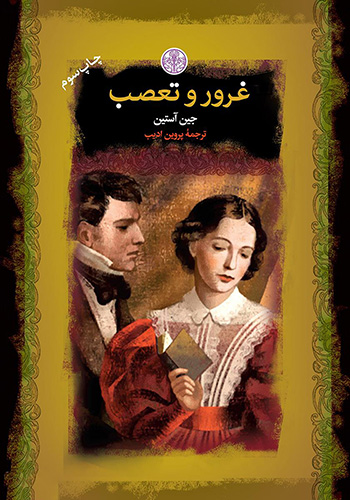 چاپ سوم
غرور و تعصب
جین آستین
ترجمهٔ پروین ادیب